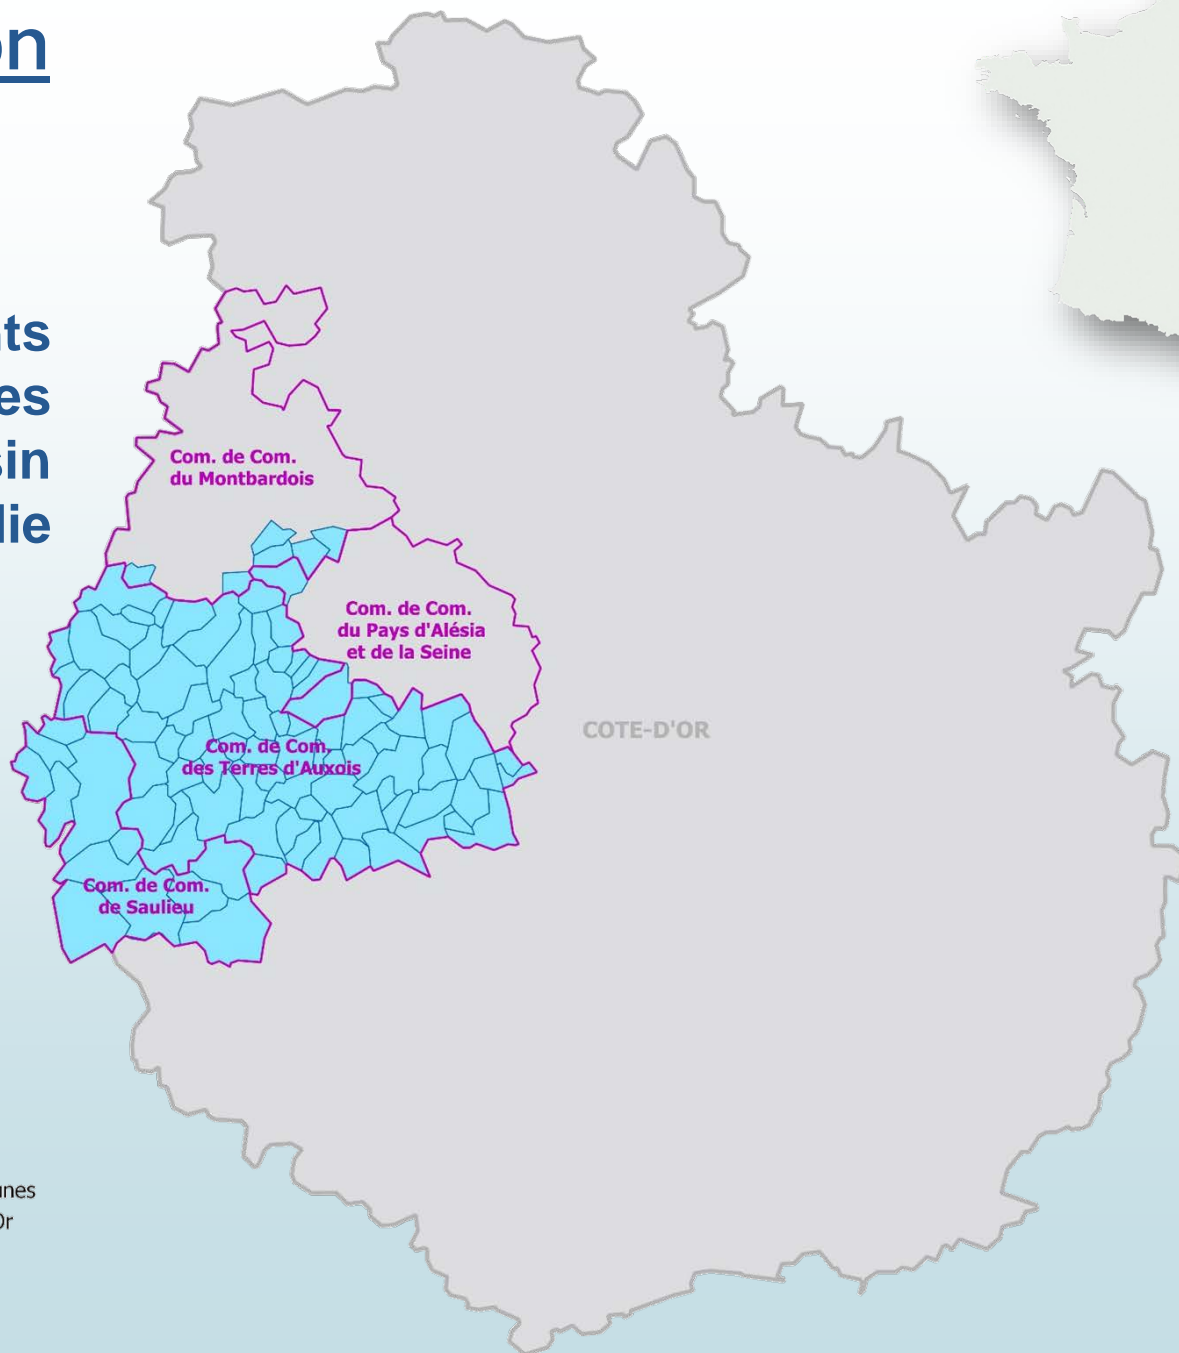 on
nts
es
sin
lie
Com. de Com.
du Montbardois
Com. de Com.
du Pays d'Alésia
et de la Seine
COTE-D'OR
Com. de Com.
des Terres d'Auxois
Com. de Com.
de Saulieu
unes
Or